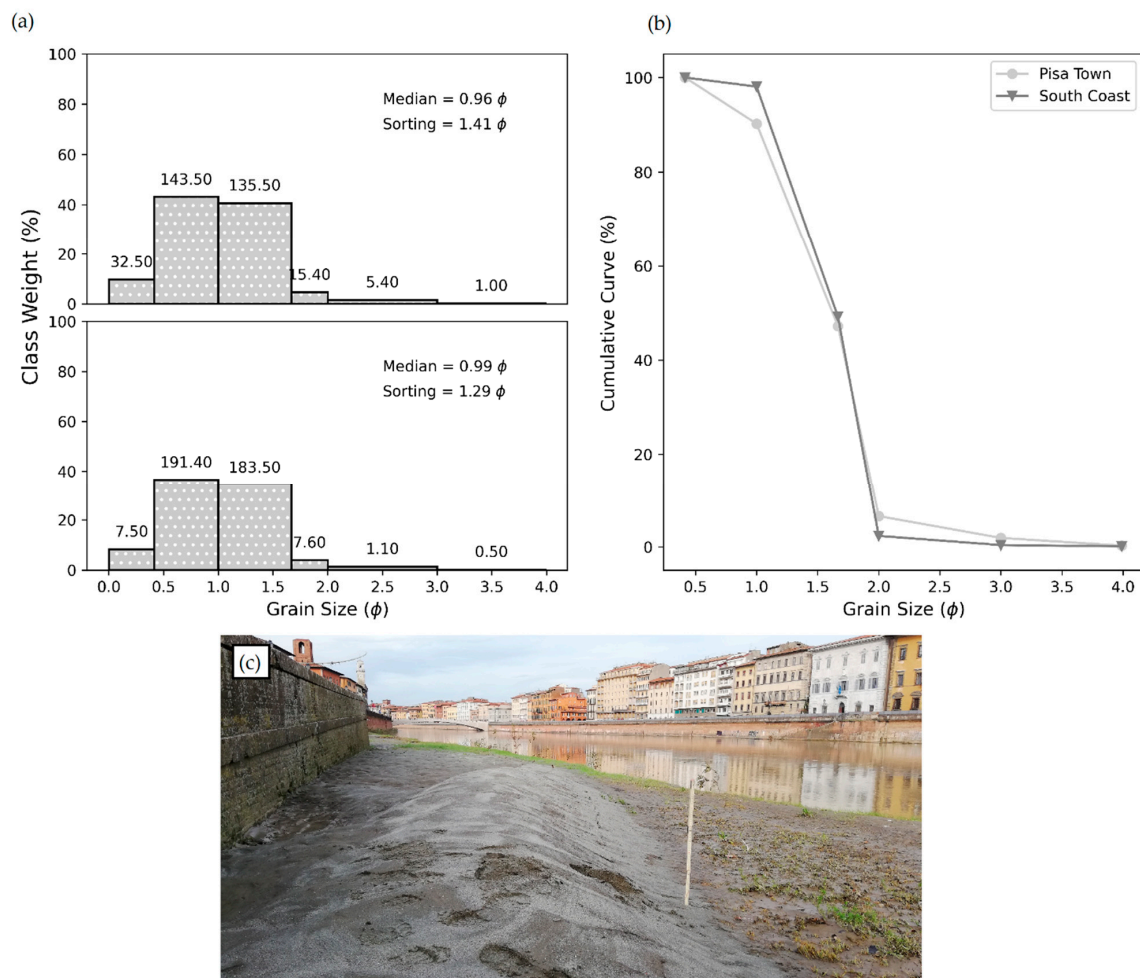 (a)
100
80
60
40
20
0
Median = 0.96 ϕ
Sorting = 1.41 ϕ
32.50
143.50
135.50
15.40
5.40
1.00
Class Weight (%)
100
80
60
40
20
0
Median = 0.99 ϕ
Sorting = 1.29 ϕ
7.50
191.40
183.50
7.60
1.10
0.50
0.0 0.5 1.0 1.5 2.0 2.5 3.0 3.5 4.0
Grain Size (ϕ)
(b)
100
80
60
40
20
0
Cumulative Curve (%)
Pisa Town
South Coast
0.5 1.0 1.5 2.0 2.5 3.0 3.5 4.0
Grain Size (ϕ)
(c)